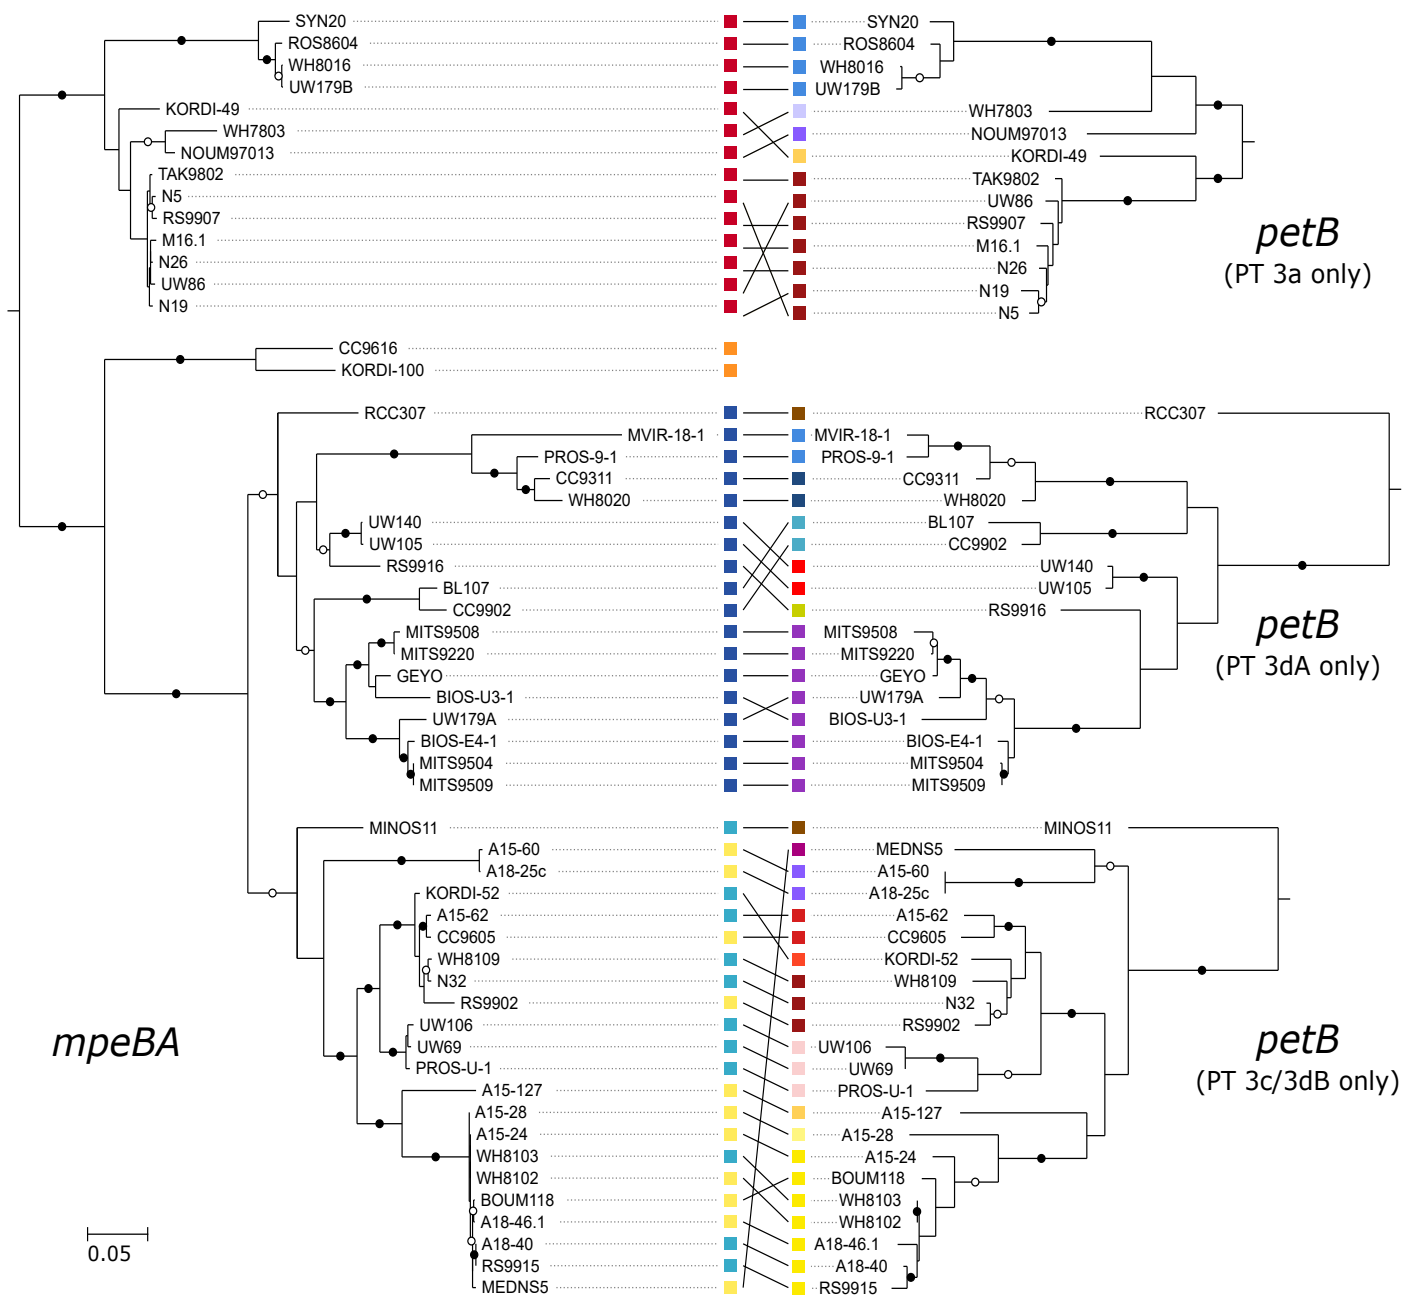 SYN20 SYN20
ROS8604 ROS8604
WH8016 WH8016
UW179B UW179B
KORDI-49 WH7803
WH7803 NOUM97013
NOUM97013 KORDI-49
TAK9802 TAK9802
N5 UW86
RS9907 RS9907
M16.1 M16.1
N26 N26
UW86 N19
N19 N5
petB
(PT 3a only)
CC9616
KORDI-100
RCC307 RCC307
MVIR-18-1 MVIR-18-1
PROS-9-1 PROS-9-1
CC9311 CC9311
WH8020 WH8020
UW140 BL107
UW105 CC9902
RS9916 UW140
BL107 UW105
CC9902 RS9916
MITS9508 MITS9508
MITS9220 MITS9220
GEYO GEYO
BIOS-U3-1 UW179A
UW179A BIOS-U3-1
BIOS-E4-1 BIOS-E4-1
MITS9504 MITS9504
MITS9509 MITS9509
petB
(PT 3dA only)
MINOS11 MINOS11
A15-60 MEDNS5
A18-25c A15-60
KORDI-52 A18-25c
A15-62 A15-62
CC9605 CC9605
WH8109 KORDI-52
N32 WH8109
RS9902 N32
UW106 RS9902
UW69 UW106
PROS-U-1 UW69
A15-127 PROS-U-1
A15-28 A15-127
A15-24 A15-28
WH8103 A15-24
WH8102 BOUM118
BOUM118 WH8103
A18-46.1 WH8102
A18-40 A18-46.1
RS9915 A18-40
MEDNS5 RS9915
mpeBA
petB
(PT 3c/3dB only)
0.05